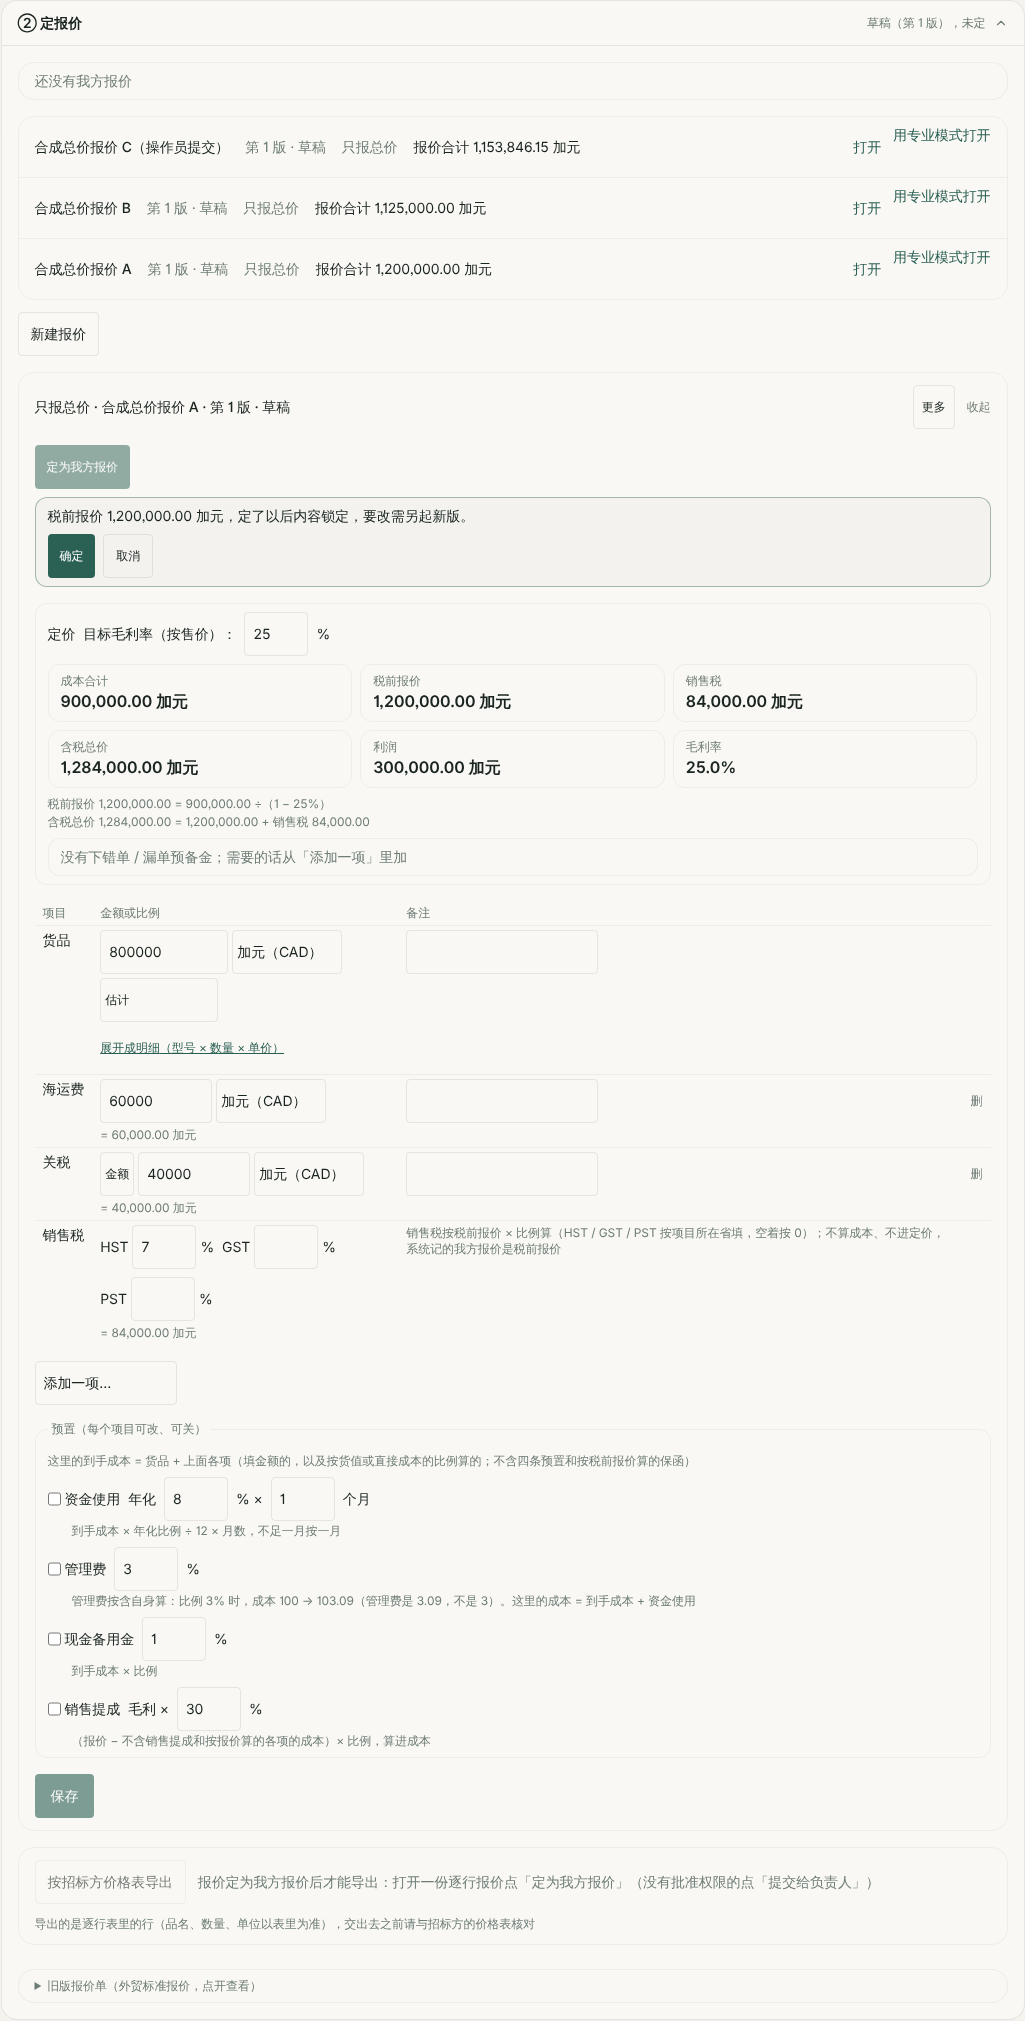 ② 定报价
草稿（第 1 版），未定
还没有我方报价
合成总价报价 C（操作员提交） 第 1 版 · 草稿 只报总价 报价合计 1,153,846.15 加元 打开 用专业模式打开
合成总价报价 B 第 1 版 · 草稿 只报总价 报价合计 1,125,000.00 加元 打开 用专业模式打开
合成总价报价 A 第 1 版 · 草稿 只报总价 报价合计 1,200,000.00 加元 打开 用专业模式打开
新建报价
只报总价 · 合成总价报价 A · 第 1 版 · 草稿 更多 收起
定为我方报价
税前报价 1,200,000.00 加元，定了以后内容锁定，要改需另起新版。
确定 取消
定价 目标毛利率（按售价）： 25 %
成本合计 税前报价 销售税
900,000.00 加元 1,200,000.00 加元 84,000.00 加元
含税总价 利润 毛利率
1,284,000.00 加元 300,000.00 加元 25.0%
税前报价 1,200,000.00 = 900,000.00 ÷（1 − 25%）
含税总价 1,284,000.00 = 1,200,000.00 + 销售税 84,000.00
没有下错单 / 漏单预备金；需要的话从「添加一项」里加
项目 金额或比例 备注
货品 800000 加元（CAD）
估计
展开成明细（型号 × 数量 × 单价）
海运费 60000 加元（CAD） 删
= 60,000.00 加元
关税 金额 40000 加元（CAD） 删
= 40,000.00 加元
销售税 HST 7 % GST %
PST %
= 84,000.00 加元
销售税按税前报价 × 比例算（HST / GST / PST 按项目所在省填，空着按 0）；不算成本、不进定价，
系统记的我方报价是税前报价
添加一项...
预置（每个项目可改、可关）
这里的到手成本 = 货品 + 上面各项（填金额的，以及按货值或直接成本的比例算的；不含四条预置和按税前报价算的保函）
资金使用 年化 8 % × 1 个月
到手成本 × 年化比例 ÷ 12 × 月数，不足一月按一月
管理费 3 %
管理费按含自身算：比例 3% 时，成本 100 → 103.09（管理费是 3.09，不是 3）。这里的成本 = 到手成本 + 资金使用
现金备用金 1 %
到手成本 × 比例
销售提成 毛利 × 30 %
（报价 − 不含销售提成和按报价算的各项的成本）× 比例，算进成本
保存
按招标方价格表导出 报价定为我方报价后才能导出：打开一份逐行报价点「定为我方报价」（没有批准权限的点「提交给负责人」）
导出的是逐行表里的行（品名、数量、单位以表里为准），交出去之前请与招标方的价格表核对
▶ 旧版报价单（外贸标准报价，点开查看）